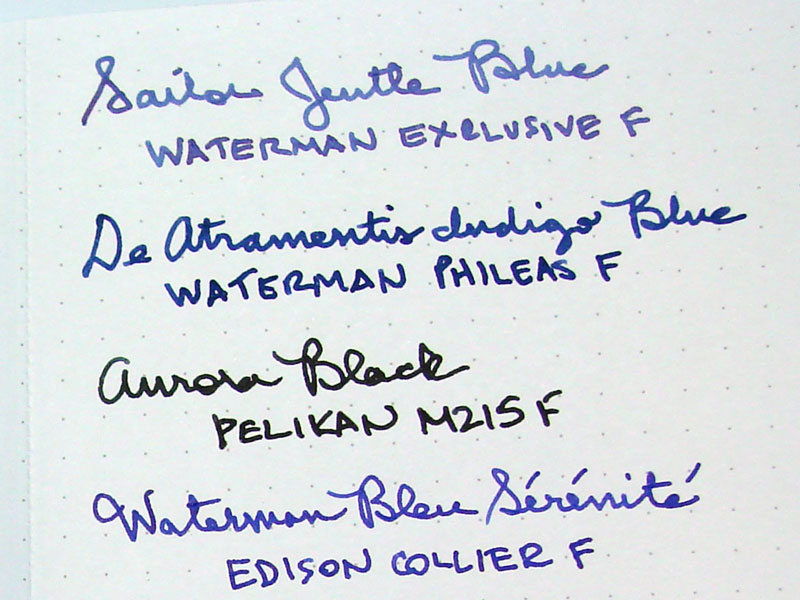 Sailor Jentle Blue
WATERMAN EXCLUSIVE F
De Atramentis Indigo Blue
WATERMAN PHILEAS F
Aurora Black
PELIKAN M215 F
Waterman Bleu Sérénité
EDISON COLLIER F